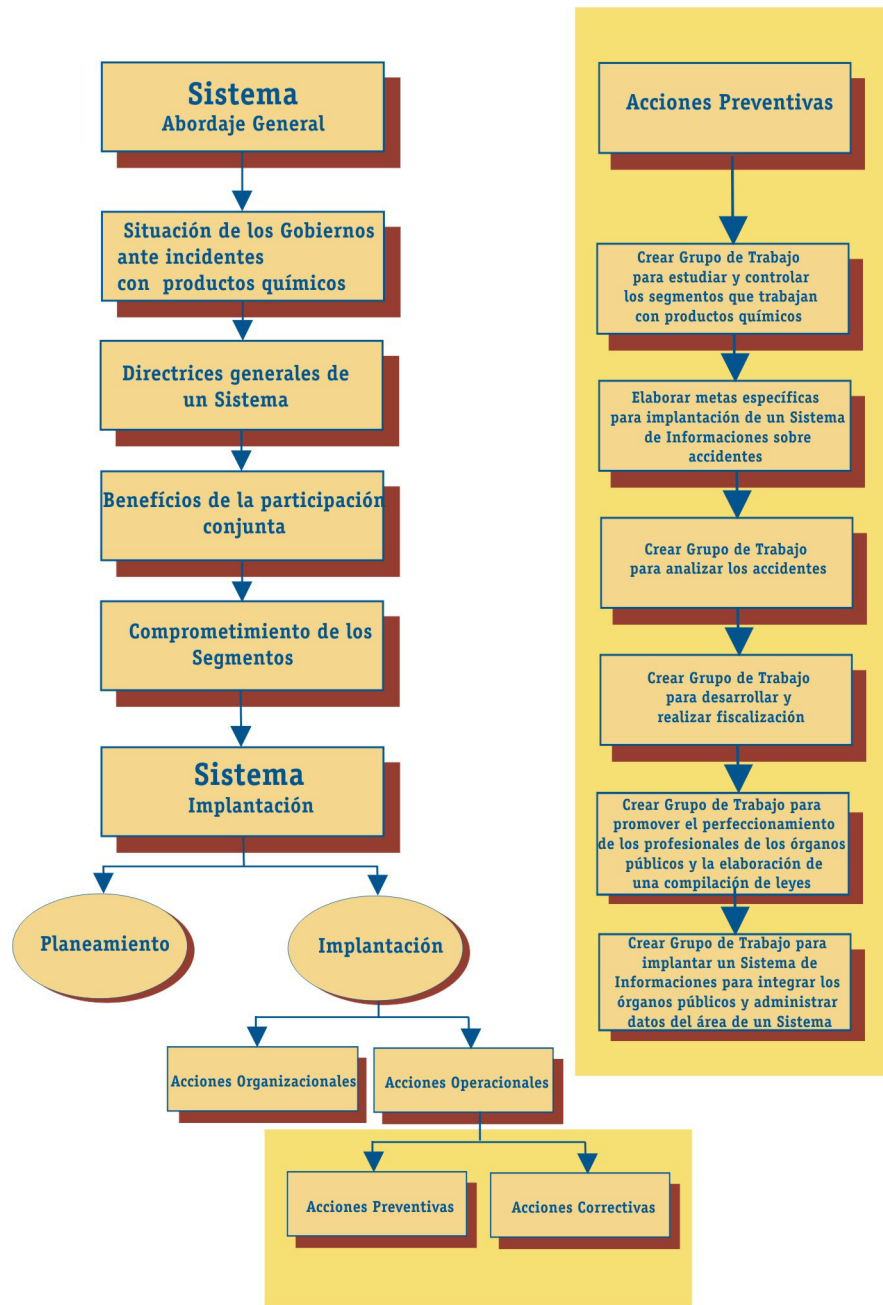 Sistema
Abordaje General
Situación de los Gobiernos
ante incidentes
con productos químicos
Directrices generales de
un Sistema
Benefícios de la participación
conjunta
Comprometimiento de los
Segmentos
Sistema
Implantación
Planeamiento
Implantación
Acciones Organizacionales
Acciones Operacionales
Acciones Preventivas
Acciones Correctivas
Acciones Preventivas
Crear Grupo de Trabajo
para estudiar y controlar
los segmentos que trabajan
con productos químicos
Elaborar metas específicas
para implantación de un Sistema
de Informaciones sobre
accidentes
Crear Grupo de Trabajo
para analizar los accidentes
Crear Grupo de Trabajo
para desarrollar y
realizar fiscalización
Crear Grupo de Trabajo para
promover el perfeccionamiento
de los profesionales de los órganos
públicos y la elaboración de
una compilación de leyes
Crear Grupo de Trabajo para
implantar un Sistema de
Informaciones para integrar los
órganos públicos y administrar
datos del área de un Sistema